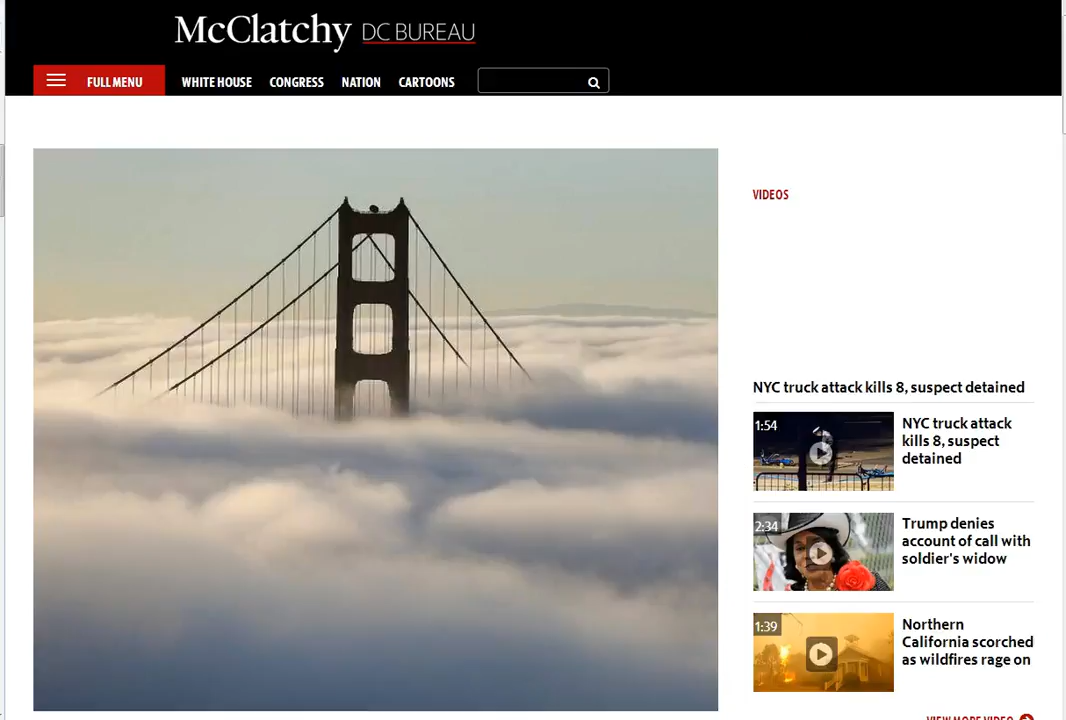 McClatchy DC BUREAU
FULL MENU WHITE HOUSE CONGRESS NATION CARTOONS
VIDEOS
NYC truck attack kills 8, suspect detained
1:54
NYC truck attack
kills 8, suspect
detained
2:34
Trump denies
account of call with
soldier's widow
1:39
Northern
California scorched
as wildfires rage on
VIEW MORE VIDEO